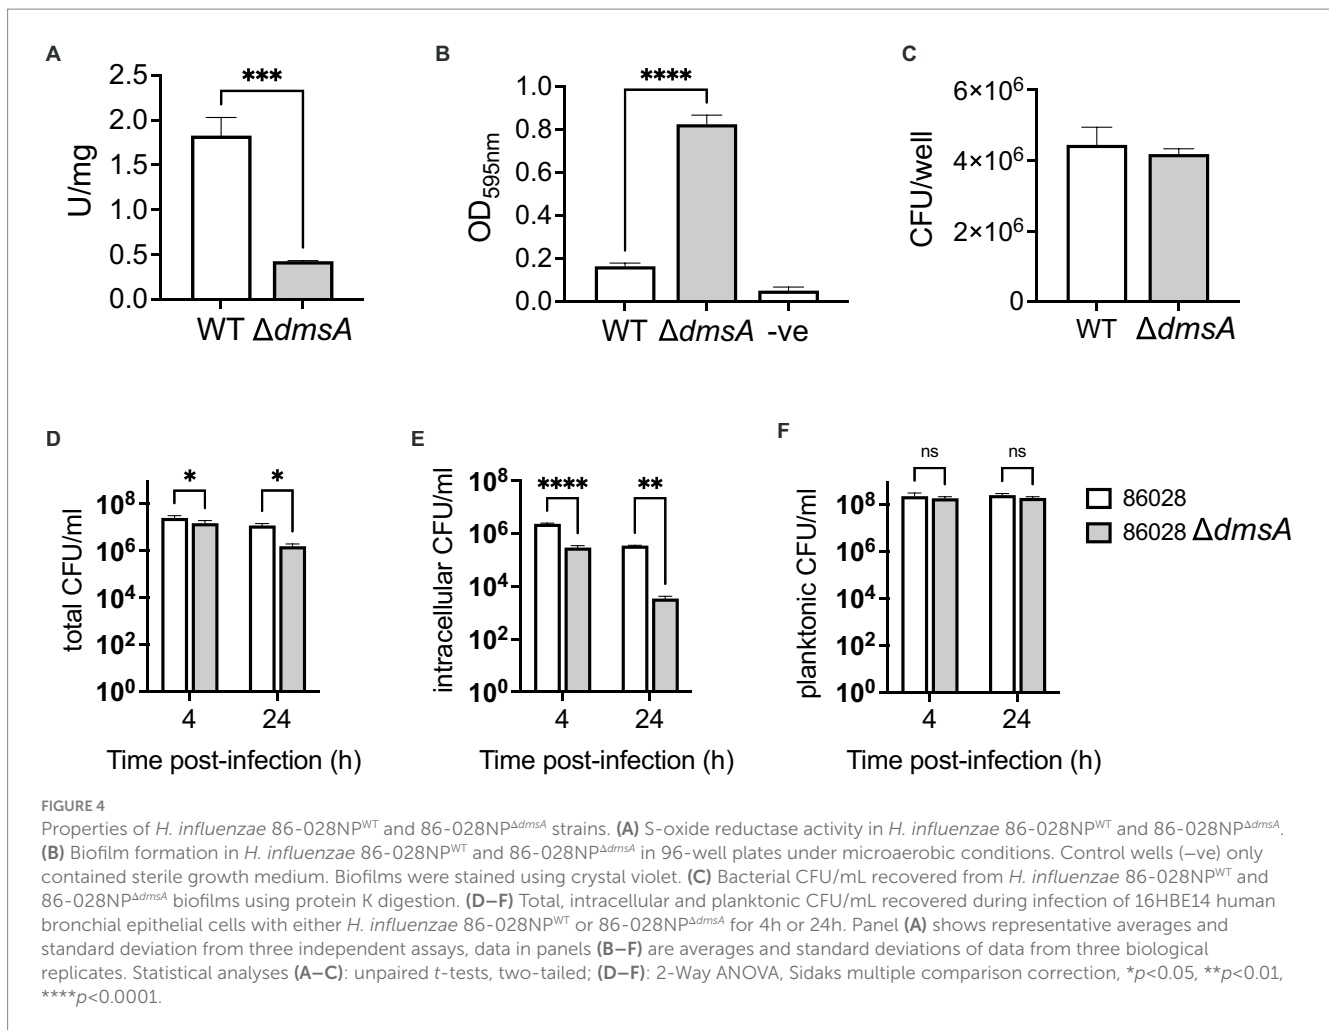 A
B
C
2.5
2.0
1.5
1.0
0.5
0.0
U/mg
***
WT ΔdmsA
1.0
0.8
0.6
0.4
0.2
0.0
OD595nm
****
WT ΔdmsA -ve
6×10⁶
4×10⁶
2×10⁶
0
CFU/well
WT ΔdmsA
D
E
F
10⁸
10⁶
10⁴
10²
10⁰
total CFU/ml
*
*
4
24
Time post-infection (h)
10⁸
10⁶
10⁴
10²
10⁰
intracellular CFU/ml
****
**
4
24
Time post-infection (h)
10⁸
10⁶
10⁴
10²
10⁰
planktonic CFU/ml
ns
ns
4
24
Time post-infection (h)
86028
86028 ΔdmsA
FIGURE 4
Properties of H. influenzae 86-028NPᵂᵀ and 86-028NP^ΔdmsA strains. (A) S-oxide reductase activity in H. influenzae 86-028NPᵂᵀ and 86-028NP^ΔdmsA.
(B) Biofilm formation in H. influenzae 86-028NPᵂᵀ and 86-028NP^ΔdmsA in 96-well plates under microaerobic conditions. Control wells (−ve) only
contained sterile growth medium. Biofilms were stained using crystal violet. (C) Bacterial CFU/mL recovered from H. influenzae 86-028NPᵂᵀ and
86-028NP^ΔdmsA biofilms using protein K digestion. (D–F) Total, intracellular and planktonic CFU/mL recovered during infection of 16HBE14 human
bronchial epithelial cells with either H. influenzae 86-028NPᵂᵀ or 86-028NP^ΔdmsA for 4h or 24h. Panel (A) shows representative averages and
standard deviation from three independent assays, data in panels (B–F) are averages and standard deviations of data from three biological
replicates. Statistical analyses (A–C): unpaired t-tests, two-tailed; (D–F): 2-Way ANOVA, Sidaks multiple comparison correction, *p<0.05, **p<0.01,
****p<0.0001.